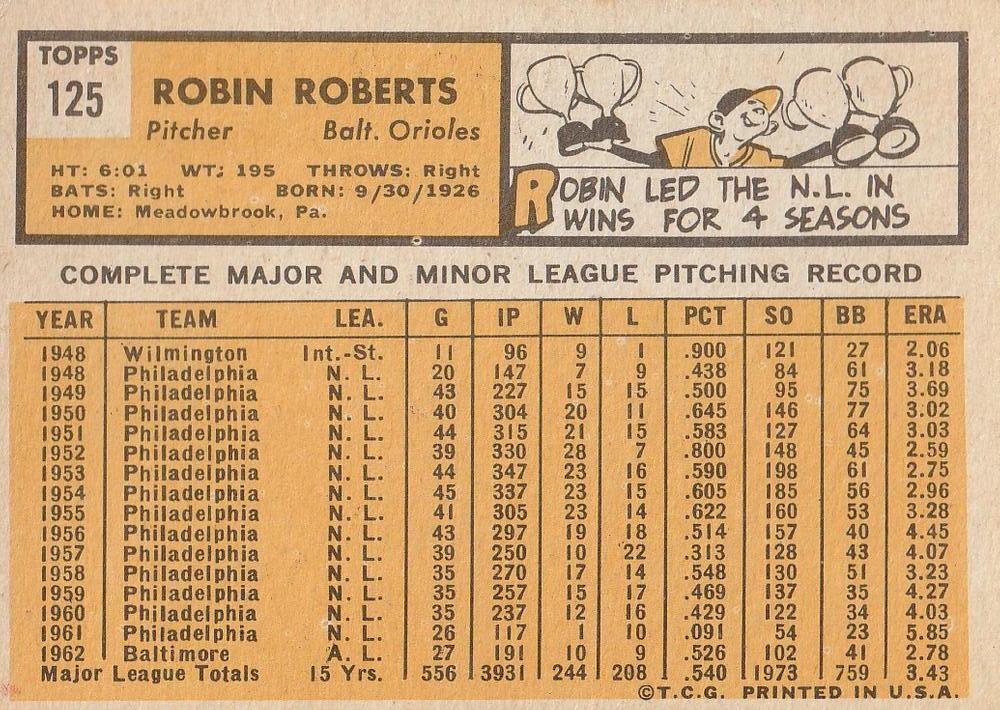 TOPPS
125
ROBIN ROBERTS
Pitcher Balt. Orioles
HT: 6:01 WT: 195 THROWS: Right
BATS: Right BORN: 9/30/1926
HOME: Meadowbrook, Pa.
ROBIN LED THE N.L. IN
WINS FOR 4 SEASONS
COMPLETE MAJOR AND MINOR LEAGUE PITCHING RECORD
YEAR TEAM LEA. G IP W L PCT SO BB ERA
1948 Wilmington Int.-St. 11 96 9 1 .900 121 27 2.06
1948 Philadelphia N. L. 20 147 7 9 .438 84 61 3.18
1949 Philadelphia N. L. 43 227 15 15 .500 95 75 3.69
1950 Philadelphia N. L. 40 304 20 11 .645 146 77 3.02
1951 Philadelphia N. L. 44 315 21 15 .583 127 64 3.03
1952 Philadelphia N. L. 39 330 28 7 .800 148 45 2.59
1953 Philadelphia N. L. 44 347 23 16 .590 198 61 2.75
1954 Philadelphia N. L. 45 337 23 15 .605 185 56 2.96
1955 Philadelphia N. L. 41 305 23 14 .622 160 53 3.28
1956 Philadelphia N. L. 43 297 19 18 .514 157 40 4.45
1957 Philadelphia N. L. 39 250 10 22 .313 128 43 4.07
1958 Philadelphia N. L. 35 270 17 14 .548 130 51 3.23
1959 Philadelphia N. L. 35 257 15 17 .469 137 35 4.27
1960 Philadelphia N. L. 35 237 12 16 .429 122 34 4.03
1961 Philadelphia N. L. 26 117 1 10 .091 54 23 5.85
1962 Baltimore A. L. 27 191 10 9 .526 102 41 2.78
Major League Totals 15 Yrs. 556 3931 244 208 .540 1973 759 3.43
©T.C.G. PRINTED IN U.S.A.